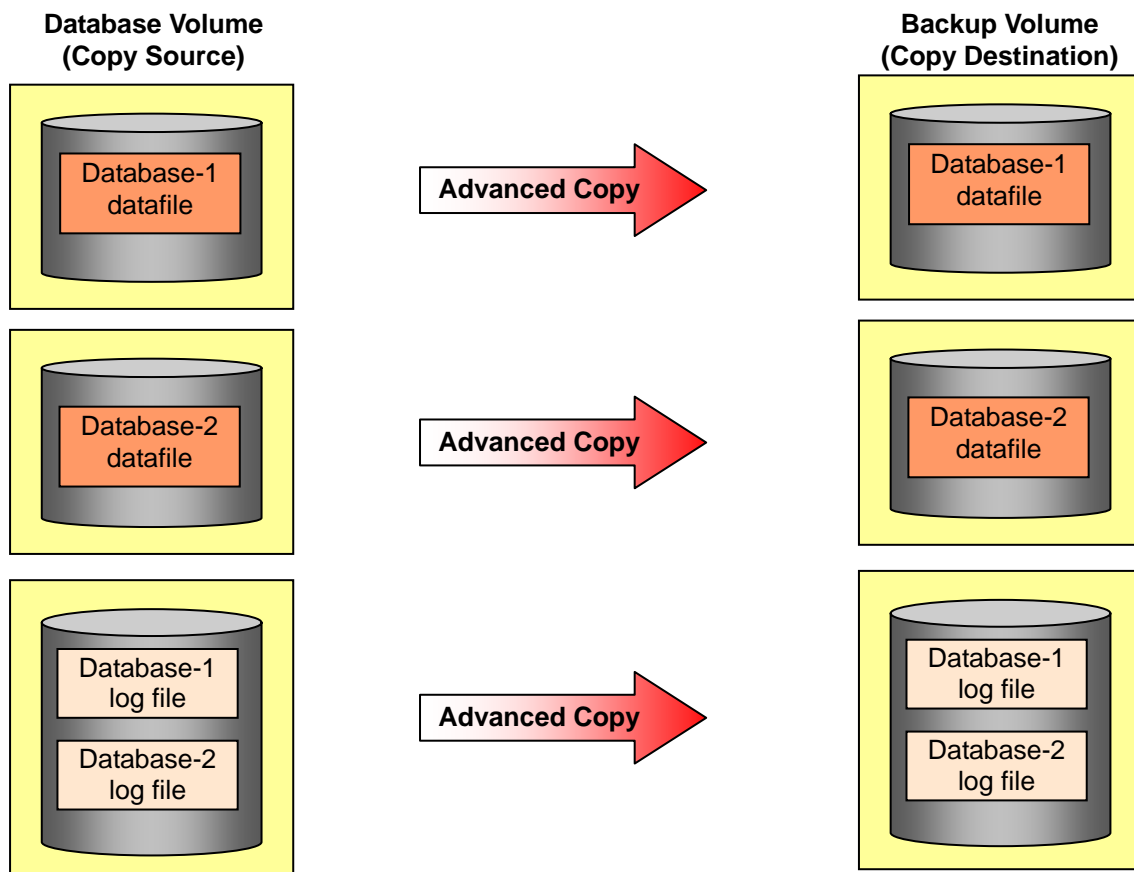 Database Volume
(Copy Source)
Backup Volume
(Copy Destination)
Database-1
datafile
Advanced Copy
Database-1
datafile
Database-2
datafile
Advanced Copy
Database-2
datafile
Database-1
log file
Database-2
log file
Advanced Copy
Database-1
log file
Database-2
log file